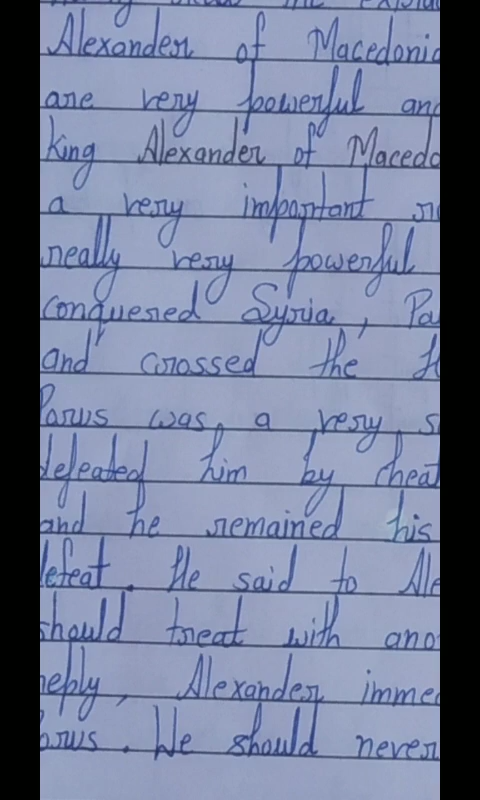 Alexander of Macedonia
are very powerful and
king Alexander of Macedo
a very important
really very powerful
conquered Syria,
and crossed the
Porus was, a very
defeated him by cheat
and he remained his
defeat. He said to Ale
should treat with ano
reply, Alexander immed
Porus. We should never